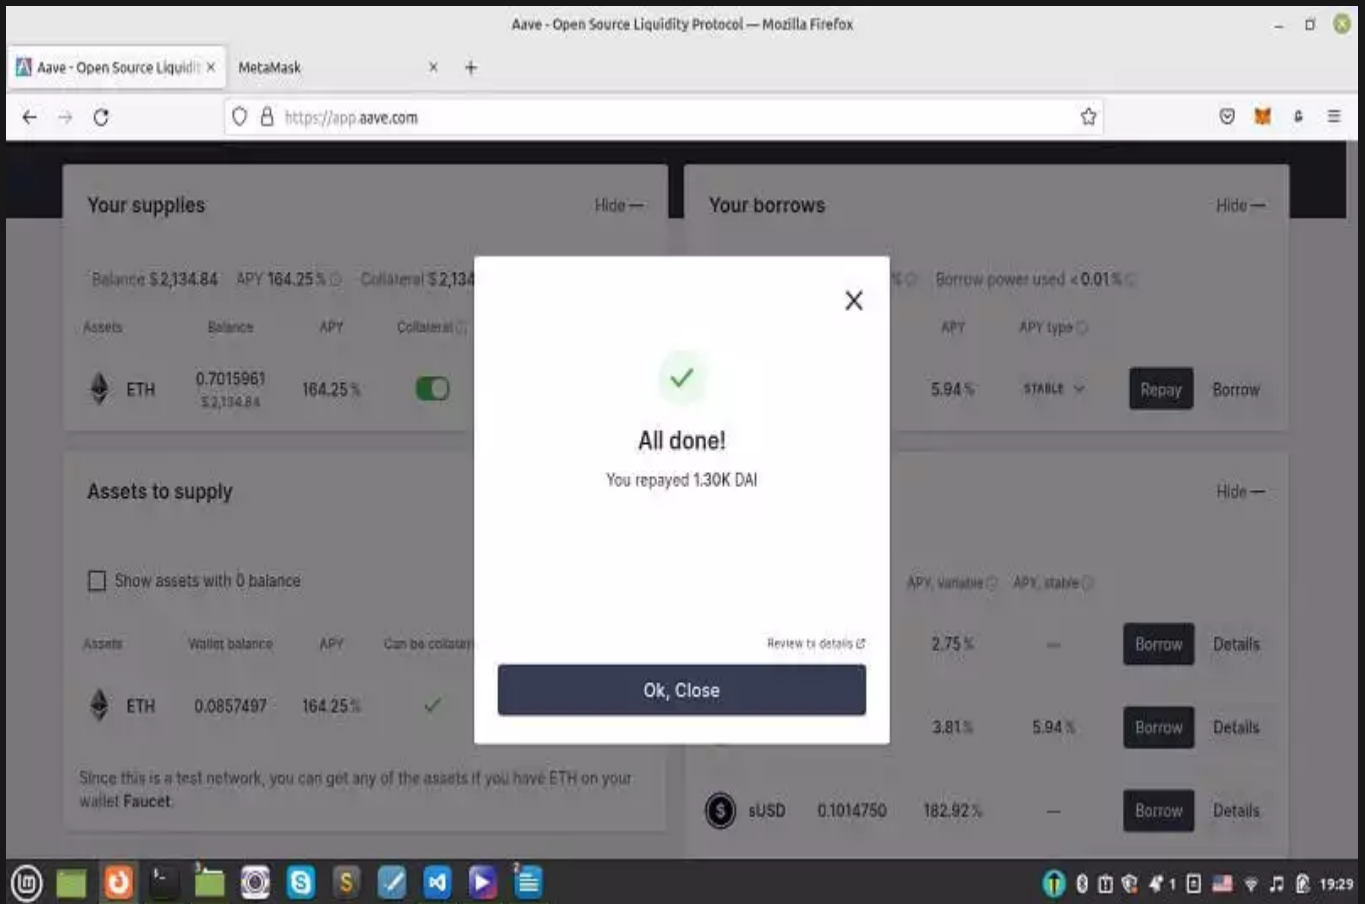 Aave - Open Source Liquidity Protocol — Mozilla Firefox
Aave - Open Source Liquidit
MetaMask
https://app.aave.com
Your supplies
Hide —
Your borrows
Hide —
Balance $ 2,134.84 APY 164.25 % Collateral $ 2,134
% Borrow power used < 0.01 %
Assets Balance APY Collateral
APY APY type
ETH 0.7015961 164.25 %
$ 2,134.84
5.94 % STABLE Repay Borrow
All done!
You repayed 1.30K DAI
Review tx details
Ok, Close
Assets to supply
Hide —
Show assets with 0 balance
APY, variable APY, stable
Assets Wallet balance APY Can be collater
2.75 % — Borrow Details
ETH 0.0857497 164.25 %
3.81 % 5.94 % Borrow Details
Since this is a test network, you can get any of the assets if you have ETH on your
wallet Faucet
$ sUSD 0.1014750 182.92 % — Borrow Details
3
S
S
2
1
19:29